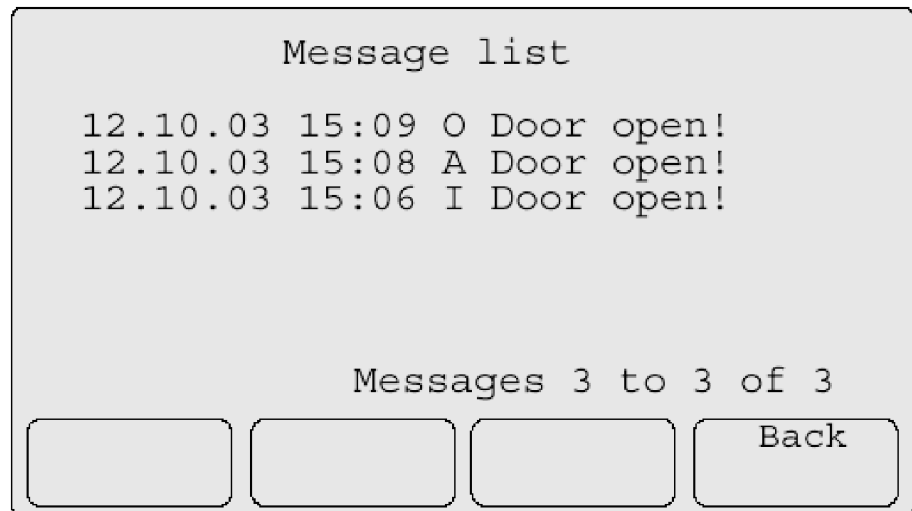 Message list
12.10.03 15:09 O Door open!
12.10.03 15:08 A Door open!
12.10.03 15:06 I Door open!
Messages 3 to 3 of 3
Back